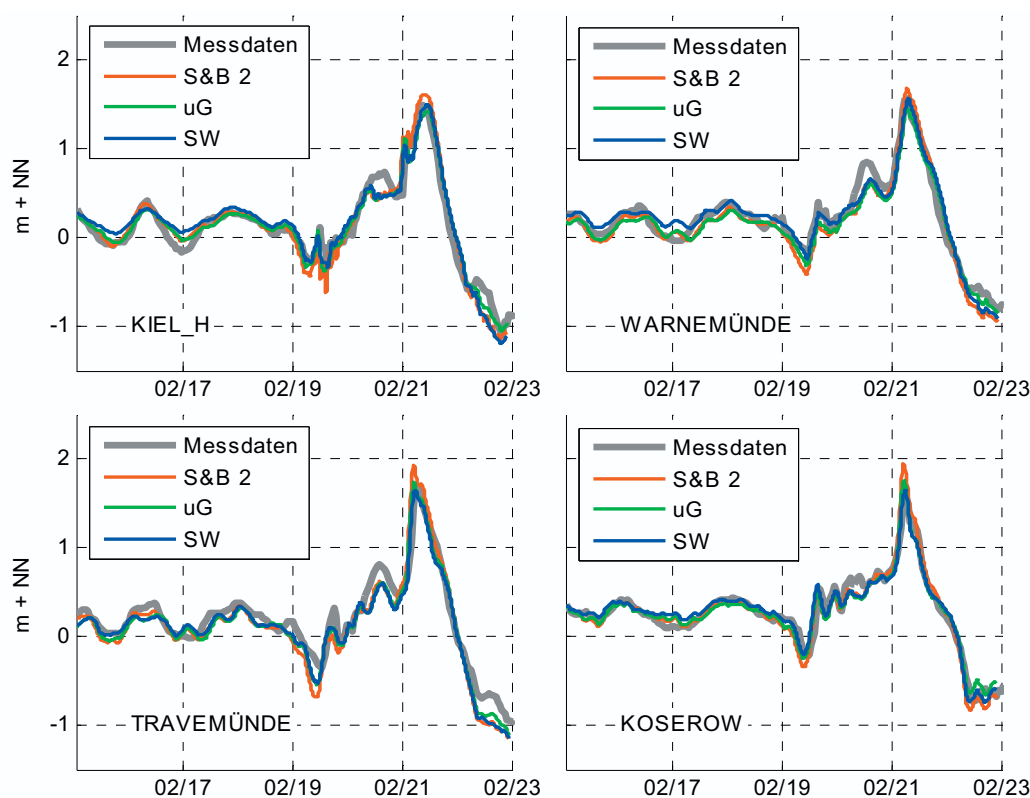 2
1
0
-1
m + NN
Messdaten
S&B 2
uG
SW
KIEL_H
02/17
02/19
02/21
02/23
Messdaten
S&B 2
uG
SW
WARNEMÜNDE
02/17
02/19
02/21
02/23
2
1
0
-1
m + NN
Messdaten
S&B 2
uG
SW
TRAVEMÜNDE
02/17
02/19
02/21
02/23
Messdaten
S&B 2
uG
SW
KOSEROW
02/17
02/19
02/21
02/23